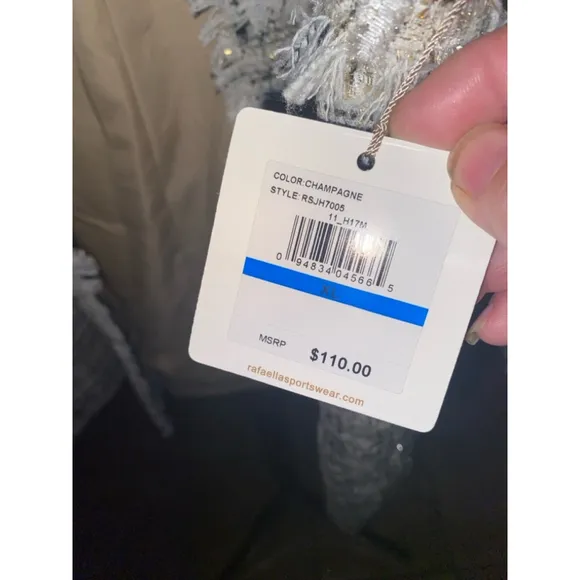 COLOR:CHAMPAGNE
STYLE:RSJH7005
11_H17M
0 94834 04566 5
MSRP $110.00
rafaellasportswear.com